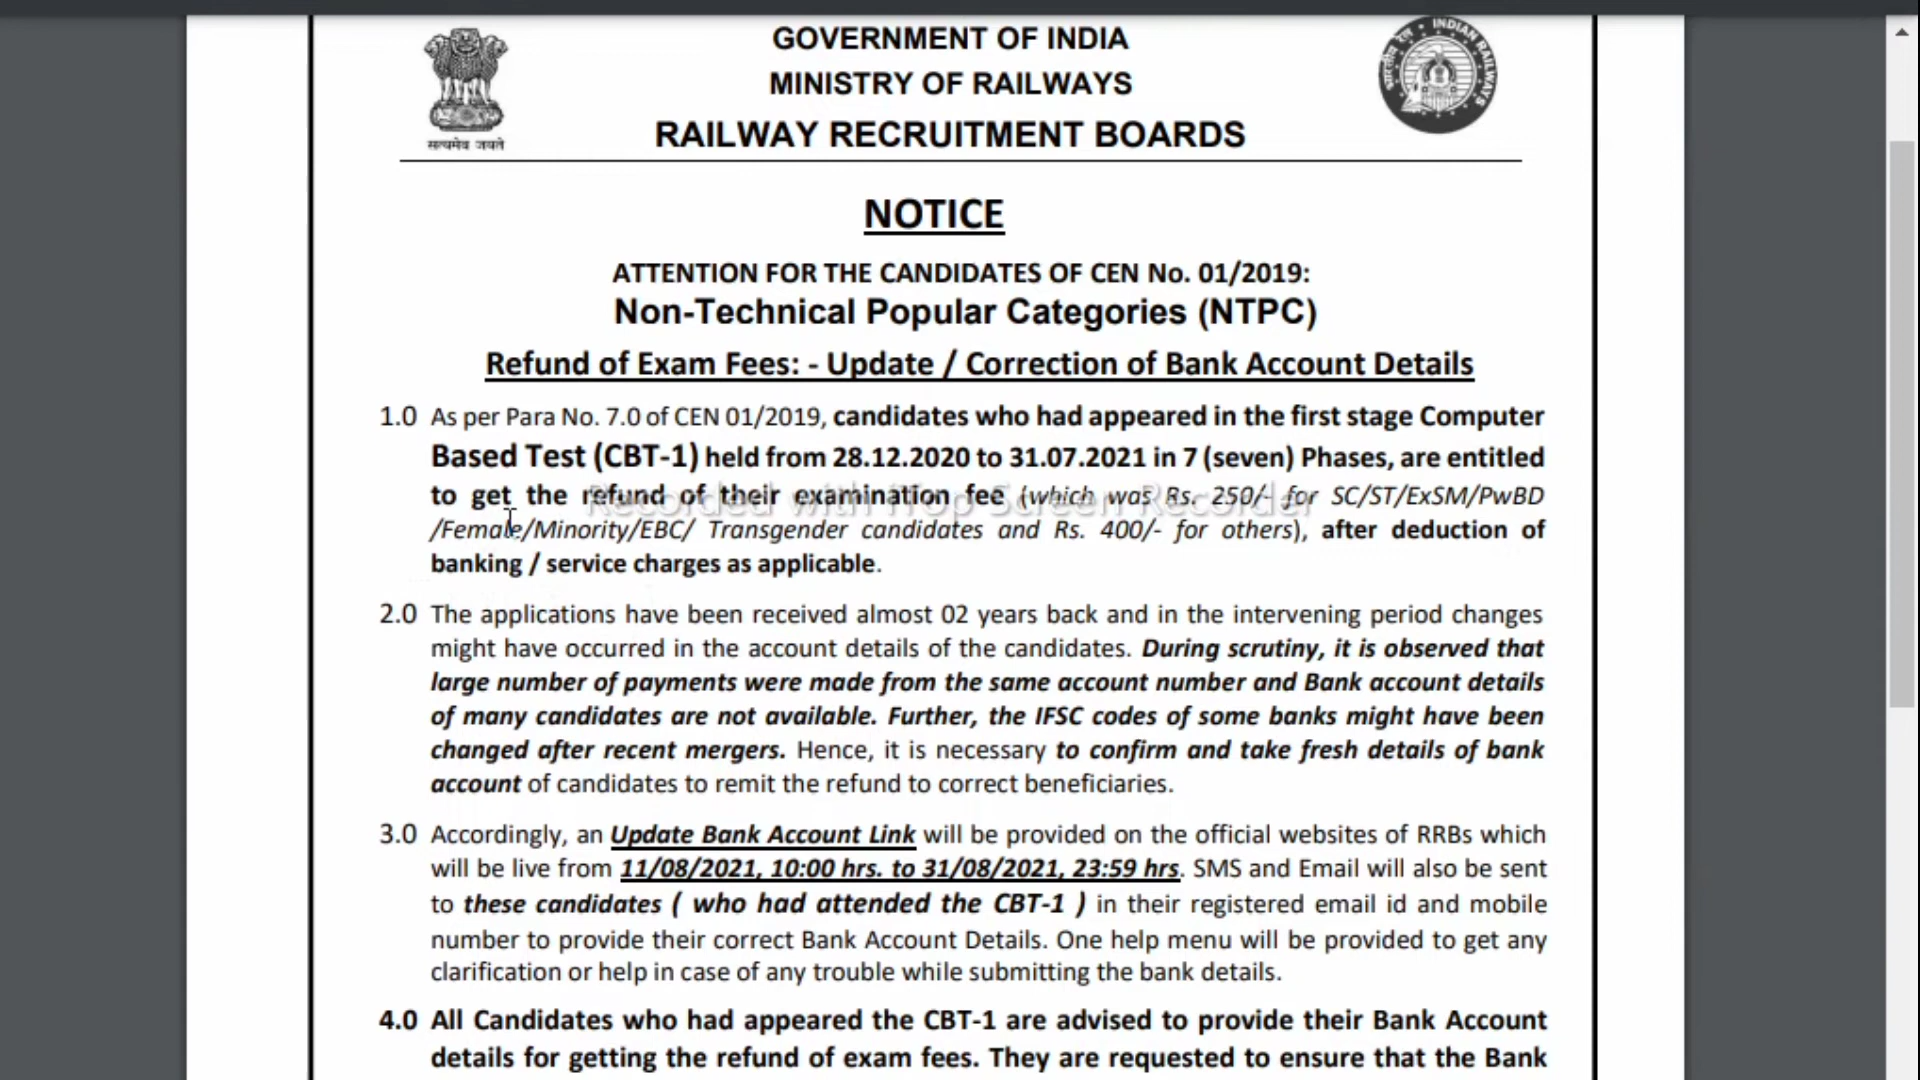 GOVERNMENT OF INDIA
MINISTRY OF RAILWAYS
RAILWAY RECRUITMENT BOARDS
सत्यमेव जयते
भारतीय रेल INDIAN RAILWAYS
NOTICE
ATTENTION FOR THE CANDIDATES OF CEN No. 01/2019:
Non-Technical Popular Categories (NTPC)
Refund of Exam Fees: - Update / Correction of Bank Account Details
1.0 As per Para No. 7.0 of CEN 01/2019, candidates who had appeared in the first stage Computer
Based Test (CBT-1) held from 28.12.2020 to 31.07.2021 in 7 (seven) Phases, are entitled
to get the refund of their examination fee (which was Rs. 250/- for SC/ST/ExSM/PwBD
Recorded with iTop Screen Recorder
/Female/Minority/EBC/ Transgender candidates and Rs. 400/- for others), after deduction of
banking / service charges as applicable.
2.0 The applications have been received almost 02 years back and in the intervening period changes
might have occurred in the account details of the candidates. During scrutiny, it is observed that
large number of payments were made from the same account number and Bank account details
of many candidates are not available. Further, the IFSC codes of some banks might have been
changed after recent mergers. Hence, it is necessary to confirm and take fresh details of bank
account of candidates to remit the refund to correct beneficiaries.
3.0 Accordingly, an Update Bank Account Link will be provided on the official websites of RRBs which
will be live from 11/08/2021, 10:00 hrs. to 31/08/2021, 23:59 hrs. SMS and Email will also be sent
to these candidates ( who had attended the CBT-1 ) in their registered email id and mobile
number to provide their correct Bank Account Details. One help menu will be provided to get any
clarification or help in case of any trouble while submitting the bank details.
4.0 All Candidates who had appeared the CBT-1 are advised to provide their Bank Account
details for getting the refund of exam fees. They are requested to ensure that the Bank